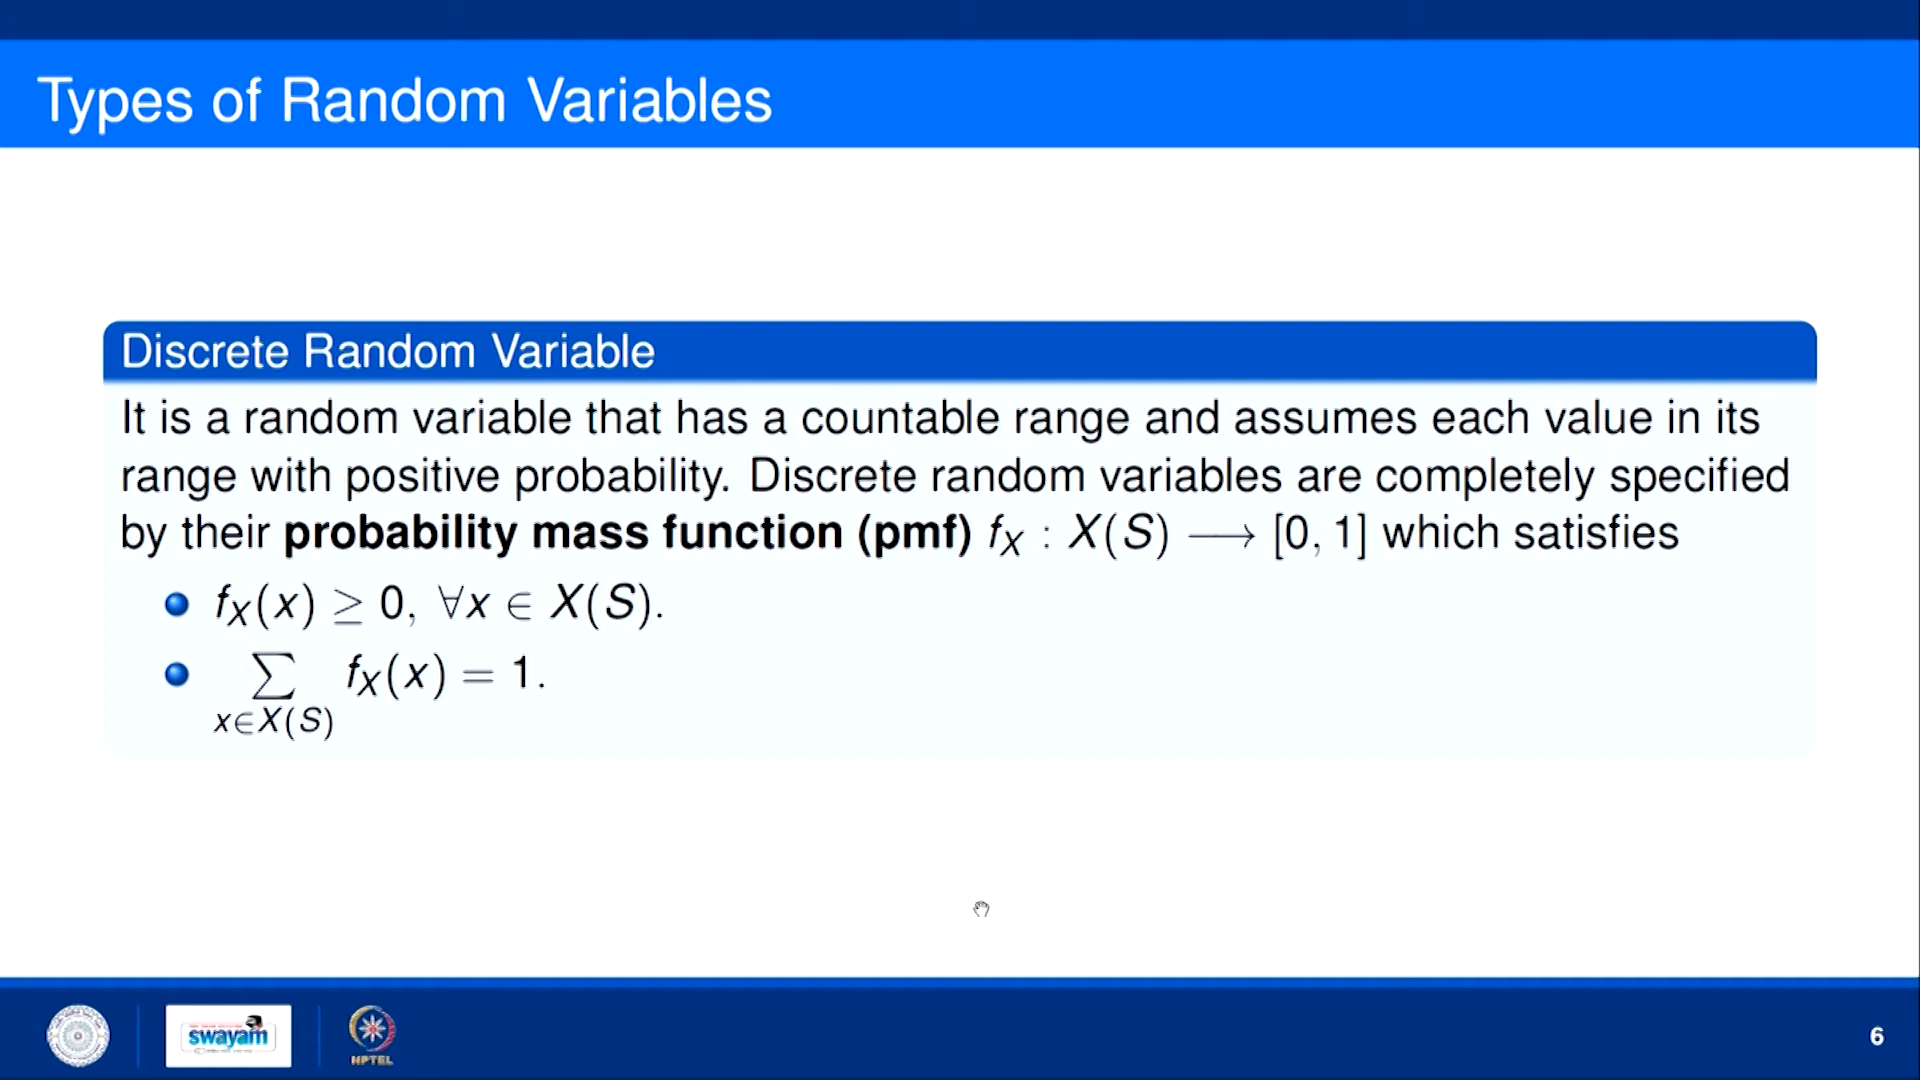 Types of Random Variables
Discrete Random Variable
It is a random variable that has a countable range and assumes each value in its
range with positive probability. Discrete random variables are completely specified
by their probability mass function (pmf) f_X : X(S) ⟶ [0, 1] which satisfies
f_X(x) ≥ 0, ∀x ∈ X(S).
∑ f_X(x) = 1.
x∈X(S)
swayam
NPTEL
6